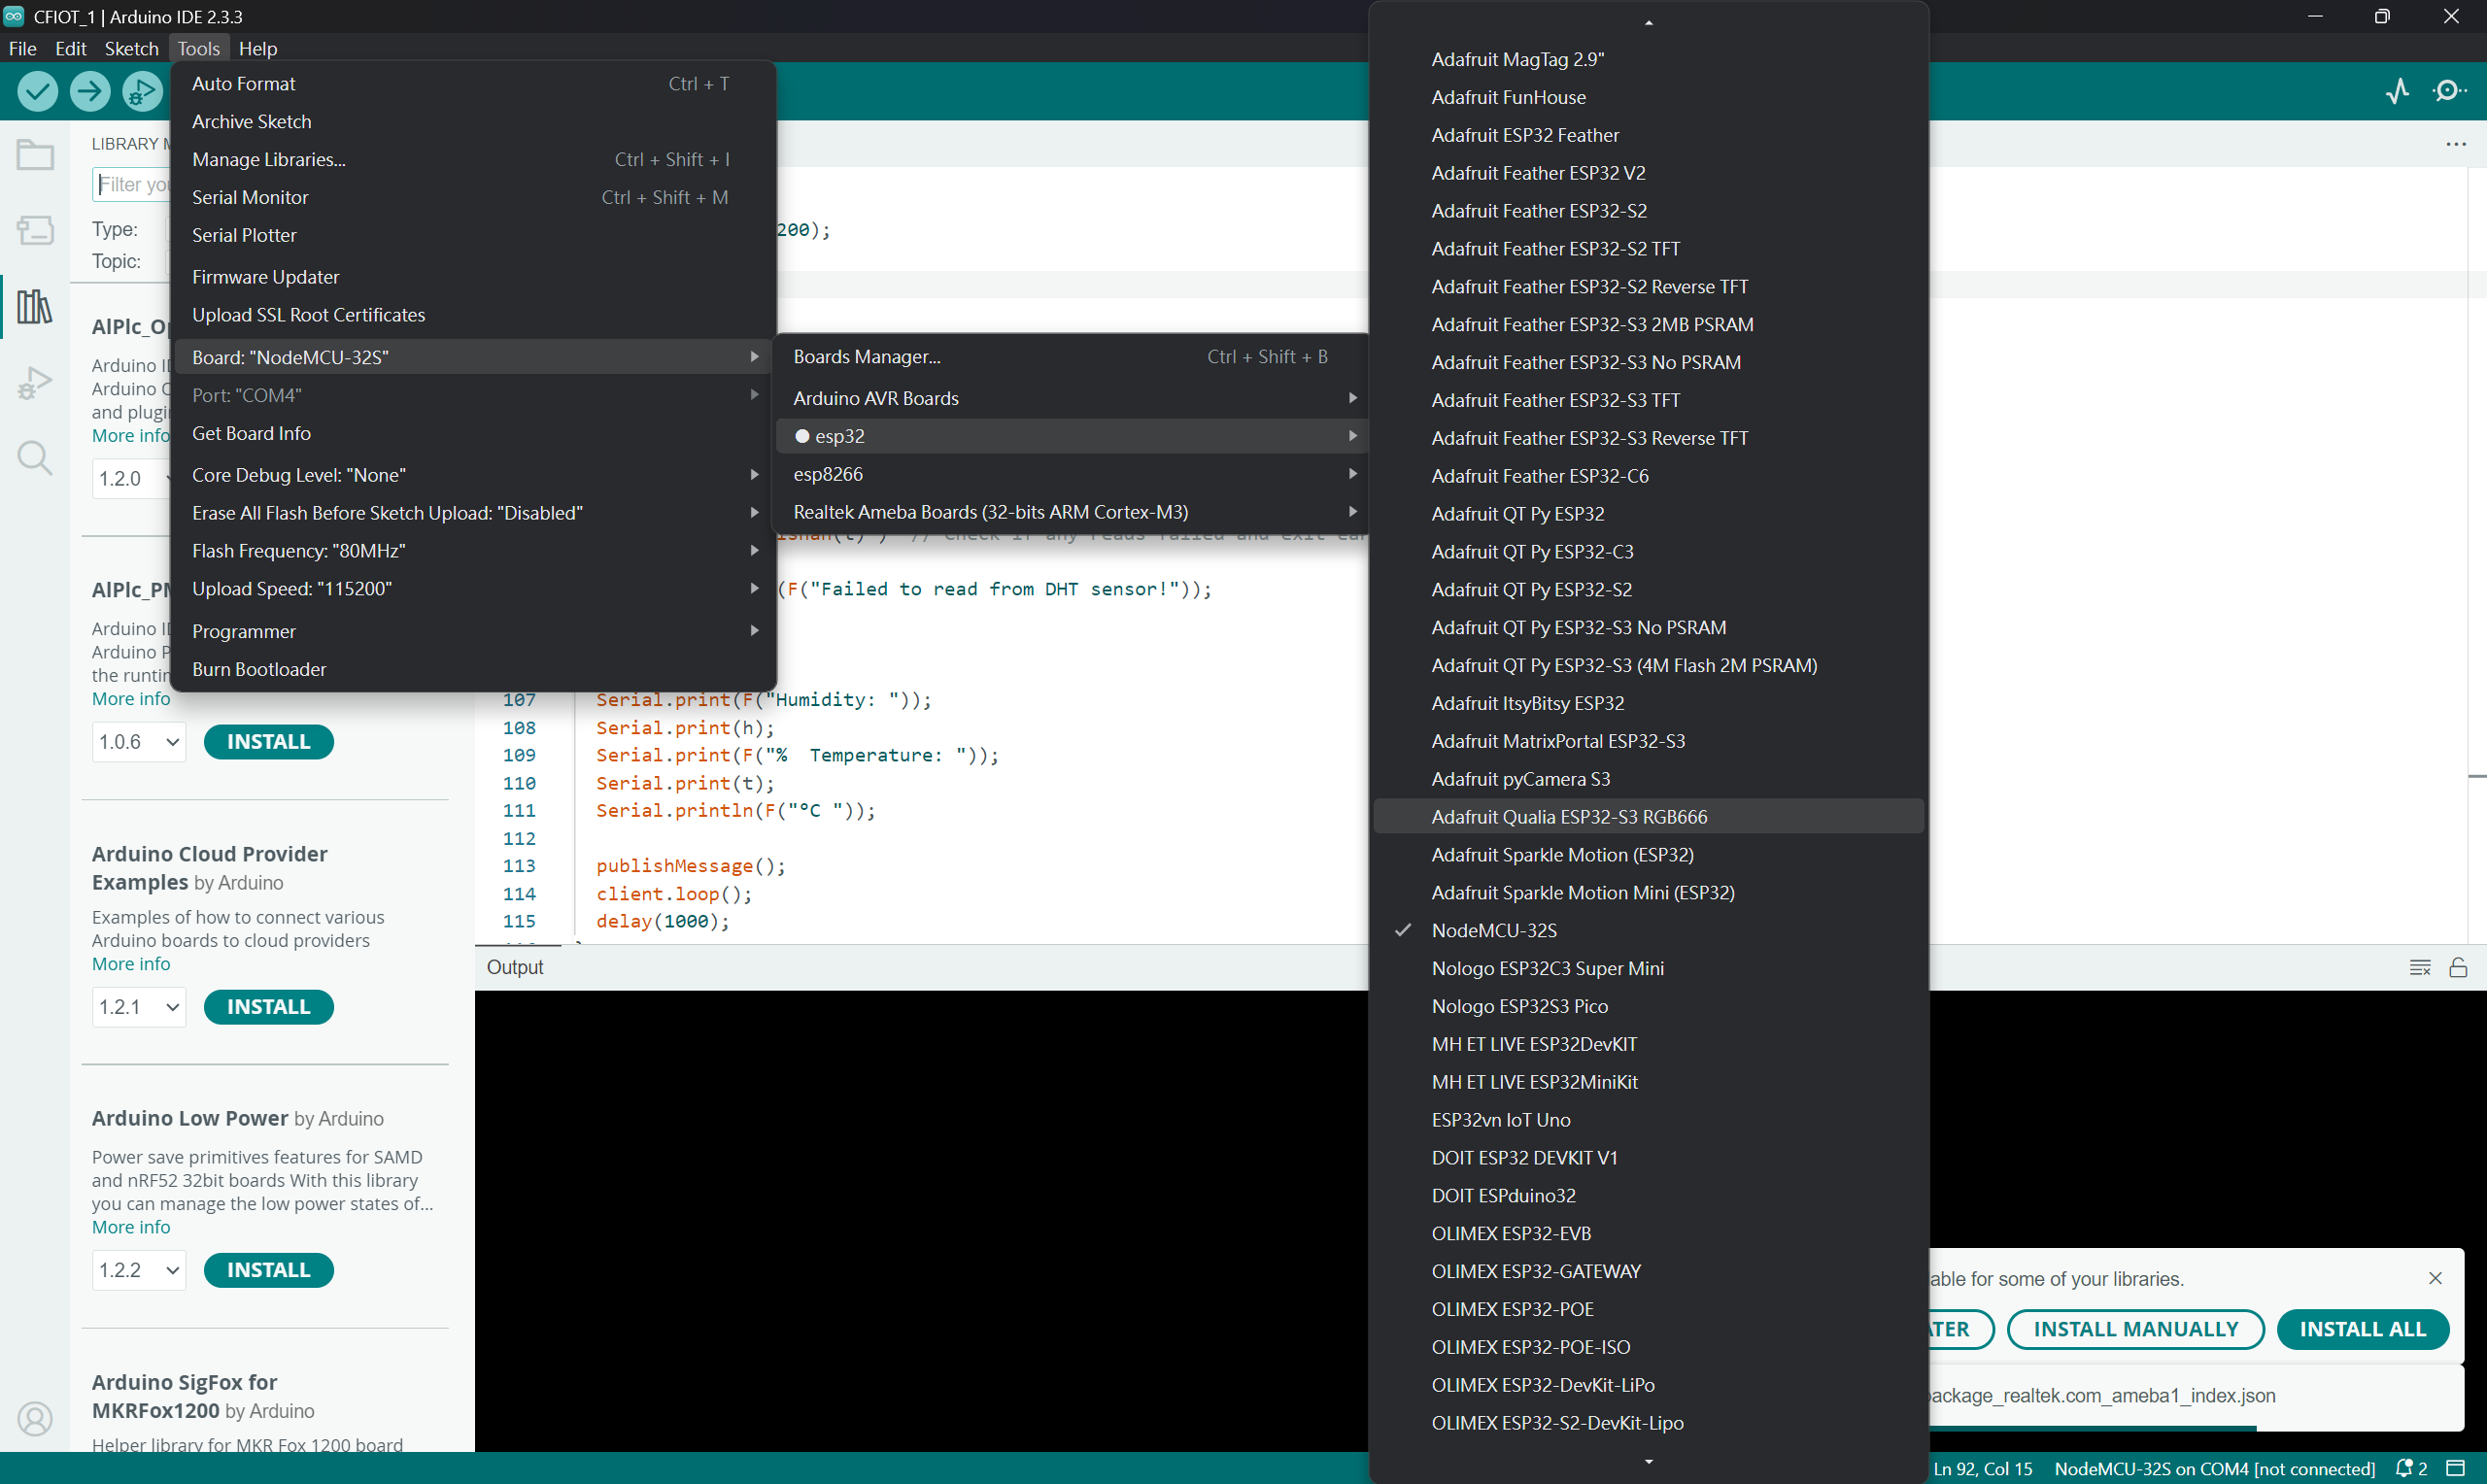 CFIOT_1 | Arduino IDE 2.3.3
File Edit Sketch Tools Help
LIBRARY M
Filter you
Type:
Topic:
AlPlc_Op
Arduino ID
Arduino O
and plugi
More info
1.2.0
AlPlc_PM
Arduino ID
Arduino P
the runtin
More info
1.0.6 INSTALL
Arduino Cloud Provider
Examples by Arduino
Examples of how to connect various
Arduino boards to cloud providers
More info
1.2.1 INSTALL
Arduino Low Power by Arduino
Power save primitives features for SAMD
and nRF52 32bit boards With this library
you can manage the low power states of...
More info
1.2.2 INSTALL
Arduino SigFox for
MKRFox1200 by Arduino
Helper library for MKR Fox 1200 board
Auto Format Ctrl + T
Archive Sketch
Manage Libraries... Ctrl + Shift + I
Serial Monitor Ctrl + Shift + M
Serial Plotter
Firmware Updater
Upload SSL Root Certificates
Board: "NodeMCU-32S"
Port: "COM4"
Get Board Info
Core Debug Level: "None"
Erase All Flash Before Sketch Upload: "Disabled"
Flash Frequency: "80MHz"
Upload Speed: "115200"
Programmer
Burn Bootloader
Boards Manager... Ctrl + Shift + B
Arduino AVR Boards
esp32
esp8266
Realtek Ameba Boards (32-bits ARM Cortex-M3)
Adafruit MagTag 2.9"
Adafruit FunHouse
Adafruit ESP32 Feather
Adafruit Feather ESP32 V2
Adafruit Feather ESP32-S2
Adafruit Feather ESP32-S2 TFT
Adafruit Feather ESP32-S2 Reverse TFT
Adafruit Feather ESP32-S3 2MB PSRAM
Adafruit Feather ESP32-S3 No PSRAM
Adafruit Feather ESP32-S3 TFT
Adafruit Feather ESP32-S3 Reverse TFT
Adafruit Feather ESP32-C6
Adafruit QT Py ESP32
Adafruit QT Py ESP32-C3
Adafruit QT Py ESP32-S2
Adafruit QT Py ESP32-S3 No PSRAM
Adafruit QT Py ESP32-S3 (4M Flash 2M PSRAM)
Adafruit ItsyBitsy ESP32
Adafruit MatrixPortal ESP32-S3
Adafruit pyCamera S3
Adafruit Qualia ESP32-S3 RGB666
Adafruit Sparkle Motion (ESP32)
Adafruit Sparkle Motion Mini (ESP32)
NodeMCU-32S
Nologo ESP32C3 Super Mini
Nologo ESP32S3 Pico
MH ET LIVE ESP32DevKIT
MH ET LIVE ESP32MiniKit
ESP32vn IoT Uno
DOIT ESP32 DEVKIT V1
DOIT ESPduino32
OLIMEX ESP32-EVB
OLIMEX ESP32-GATEWAY
OLIMEX ESP32-POE
OLIMEX ESP32-POE-ISO
OLIMEX ESP32-DevKit-LiPo
OLIMEX ESP32-S2-DevKit-Lipo
200);
isnan(t) ) // Check if any reads failed and exit ear
(F("Failed to read from DHT sensor!"));
107 Serial.print(F("Humidity: "));
108 Serial.print(h);
109 Serial.print(F("%  Temperature: "));
110 Serial.print(t);
111 Serial.println(F("°C "));
112
113 publishMessage();
114 client.loop();
115 delay(1000);
Output
able for some of your libraries.
ATER INSTALL MANUALLY INSTALL ALL
package_realtek.com_ameba1_index.json
Ln 92, Col 15 NodeMCU-32S on COM4 [not connected] 2